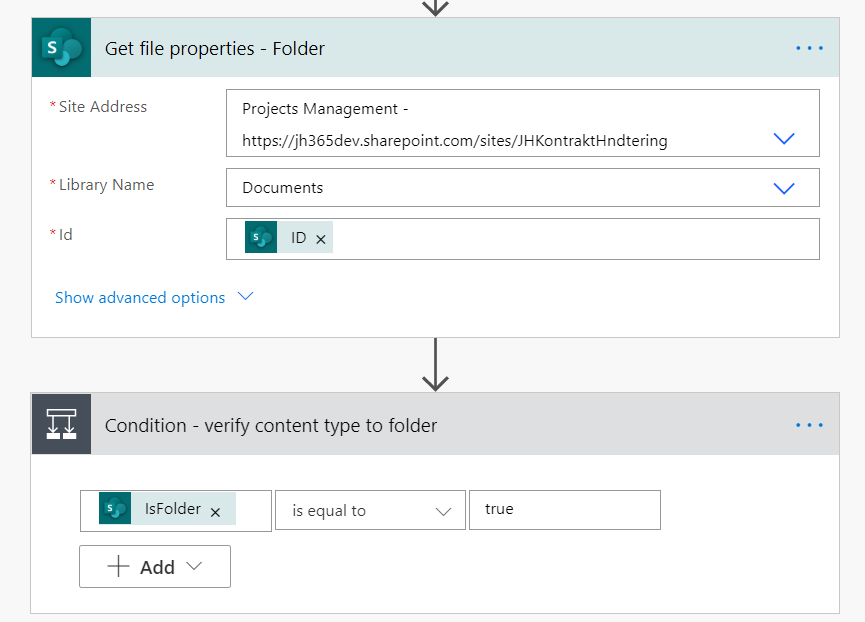 Get file properties - Folder
* Site Address
Projects Management -
https://jh365dev.sharepoint.com/sites/JHKontraktHndtering
* Library Name
Documents
* Id
S
ID ×
Show advanced options
Condition - verify content type to folder
IsFolder ×
is equal to
true
+ Add